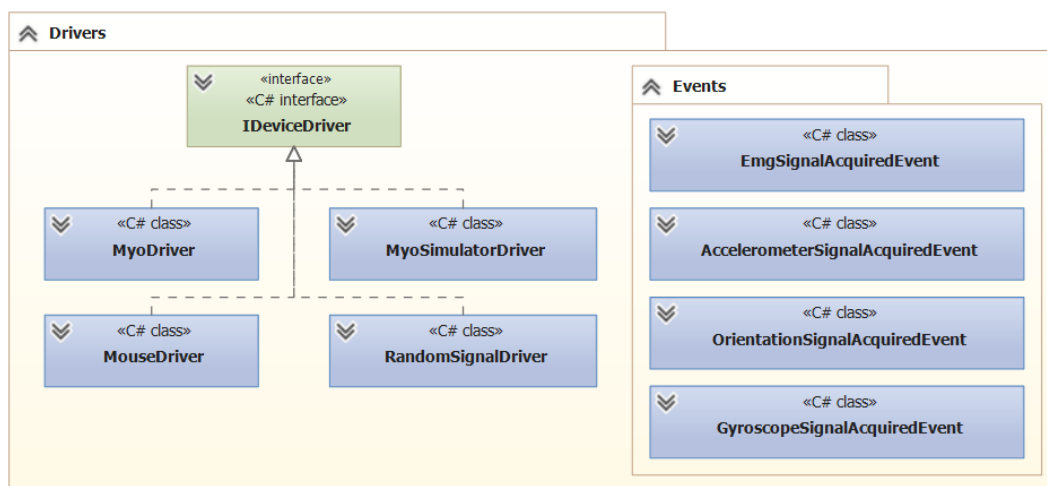 Drivers
«interface»
«C# interface»
IDeviceDriver
«C# class»
MyoDriver
«C# class»
MyoSimulatorDriver
«C# class»
MouseDriver
«C# class»
RandomSignalDriver
Events
«C# class»
EmgSignalAcquiredEvent
«C# class»
AccelerometerSignalAcquiredEvent
«C# class»
OrientationSignalAcquiredEvent
«C# class»
GyroscopeSignalAcquiredEvent